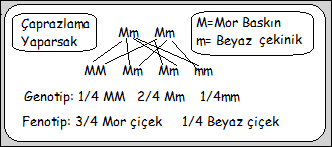 Çaprazlama
Yaparsak
Mm Mm
M=Mor Baskın
m= Beyaz çekinik
MM Mm Mm mm
Genotip: 1/4 MM 2/4 Mm 1/4mm
Fenotip: 3/4 Mor çiçek 1/4 Beyaz çiçek